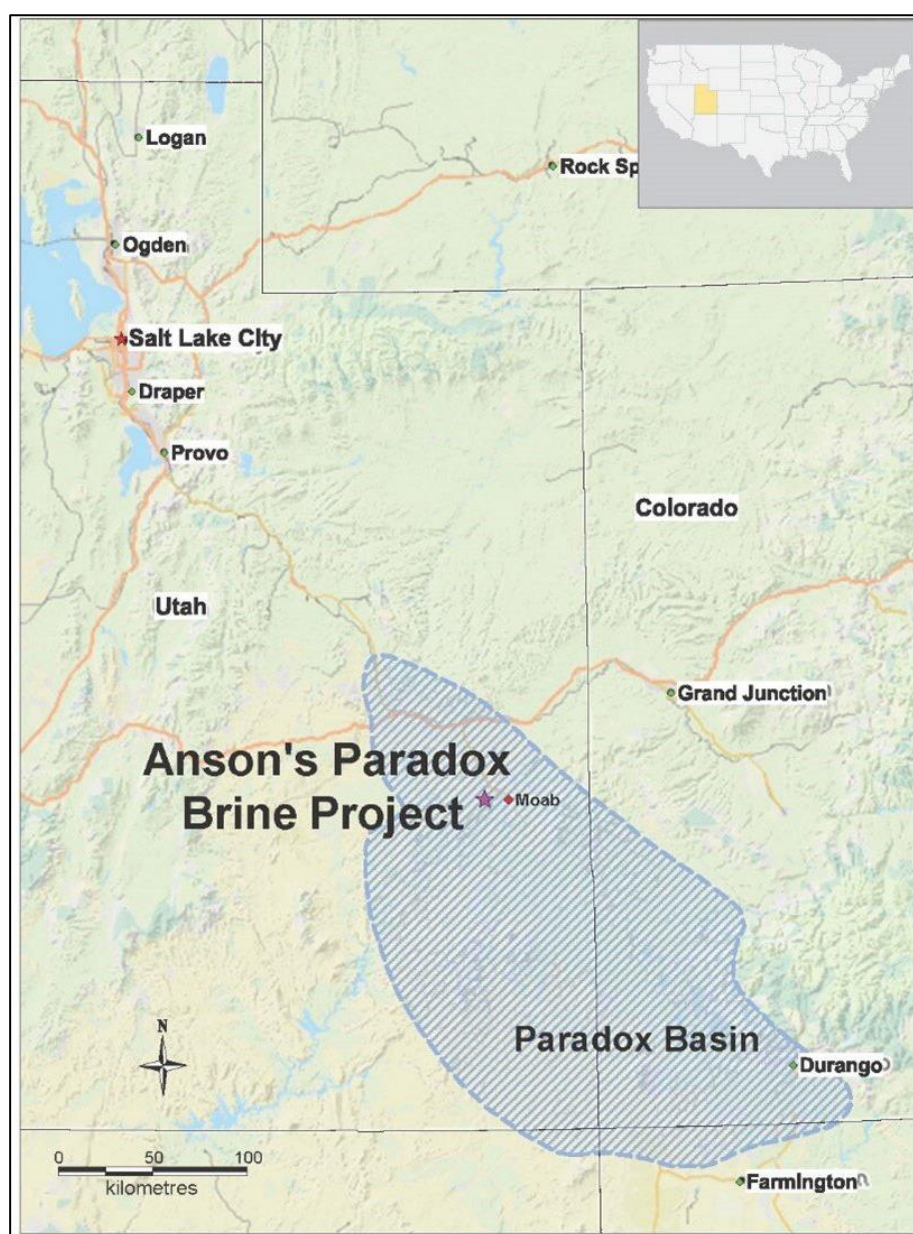 Logan
Rock Sp
Ogden
Salt Lake CIty
Draper
Provo
Colorado
Utah
Grand Junction
Anson's Paradox
Brine Project
Moab
Paradox Basin
N
Durango
0 50 100
kilometres
FarmIngton